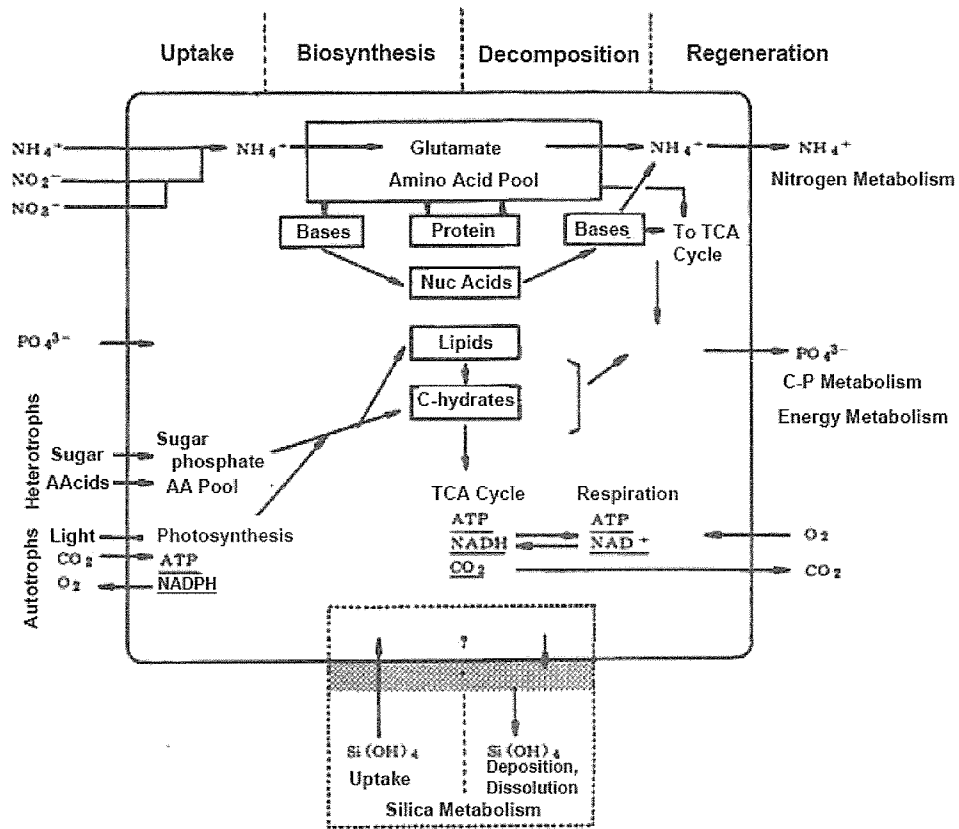 Uptake Biosynthesis Decomposition Regeneration
NH₄⁺ NH₄⁺ Glutamate NH₄⁺ NH₄⁺
NO₂⁻ Amino Acid Pool Nitrogen Metabolism
NO₃⁻
Bases Protein Bases To TCA
Cycle
Nuc Acids
PO₄³⁻ Lipids PO₄³⁻
C-hydrates C-P Metabolism
Energy Metabolism
Heterotrophs
Sugar Sugar
phosphate
AAcids AA Pool
TCA Cycle Respiration
Autotrophs
Light Photosynthesis ATP ATP
CO₂ ATP NADH NAD⁺ O₂
O₂ NADPH CO₂ CO₂
?
Si(OH)₄ Si(OH)₄
Uptake Deposition,
Dissolution
Silica Metabolism